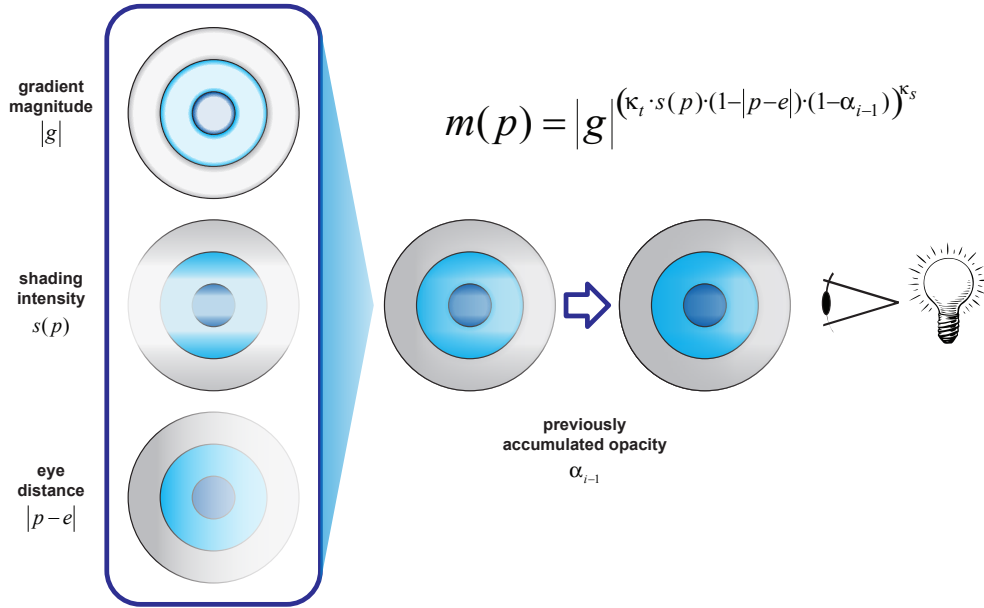 gradient
magnitude
|g|
m(p) = |g|^{(κ_t · s(p) · (1−|p−e|) · (1−α_{i−1}))^{κ_s}}
shading
intensity
s(p)
previously
accumulated opacity
α_{i−1}
eye
distance
|p − e|